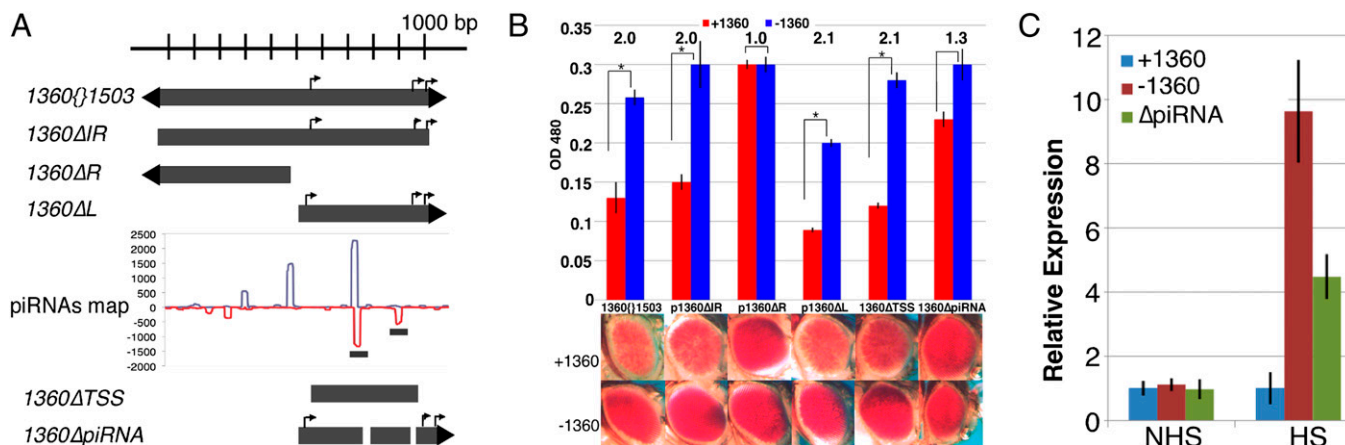 A
1000 bp
1360{}1503
1360ΔIR
1360ΔR
1360ΔL
2500
2000
1500
1000
500
0
-500
-1000
-1500
-2000
piRNAs map
1360ΔTSS
1360ΔpiRNA
B
+1360 -1360
2.0 2.0 1.0 2.1 2.1 1.3
* * * *
OD 480
0.35
0.3
0.25
0.2
0.15
0.1
0.05
0
1360{}1503 p1360ΔIR p1360ΔR p1360ΔL 1360ΔTSS 1360ΔpiRNA
+1360
-1360
C
Relative Expression
12
10
8
6
4
2
0
+1360
-1360
ΔpiRNA
NHS HS